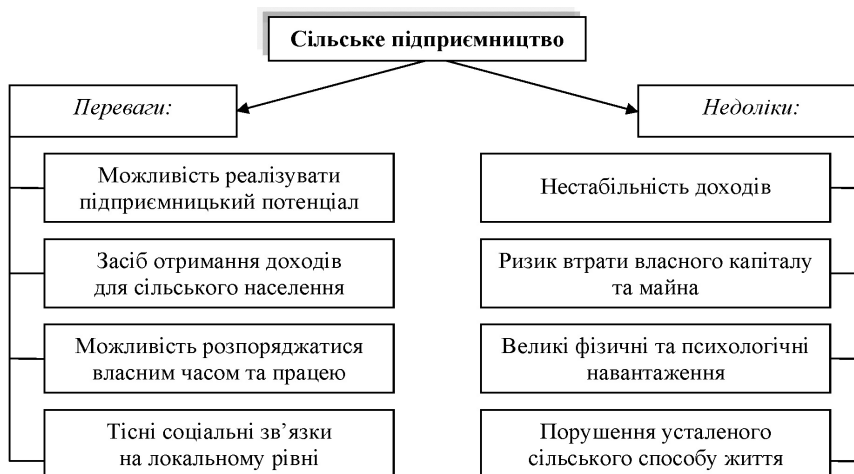 Сільське підприємництво
Переваги:
Можливість реалізувати
підприємницький потенціал
Засіб отримання доходів
для сільського населення
Можливість розпоряджатися
власним часом та працею
Тісні соціальні зв’язки
на локальному рівні
Недоліки:
Нестабільність доходів
Ризик втрати власного капіталу
та майна
Великі фізичні та психологічні
навантаження
Порушення усталеного
сільського способу життя